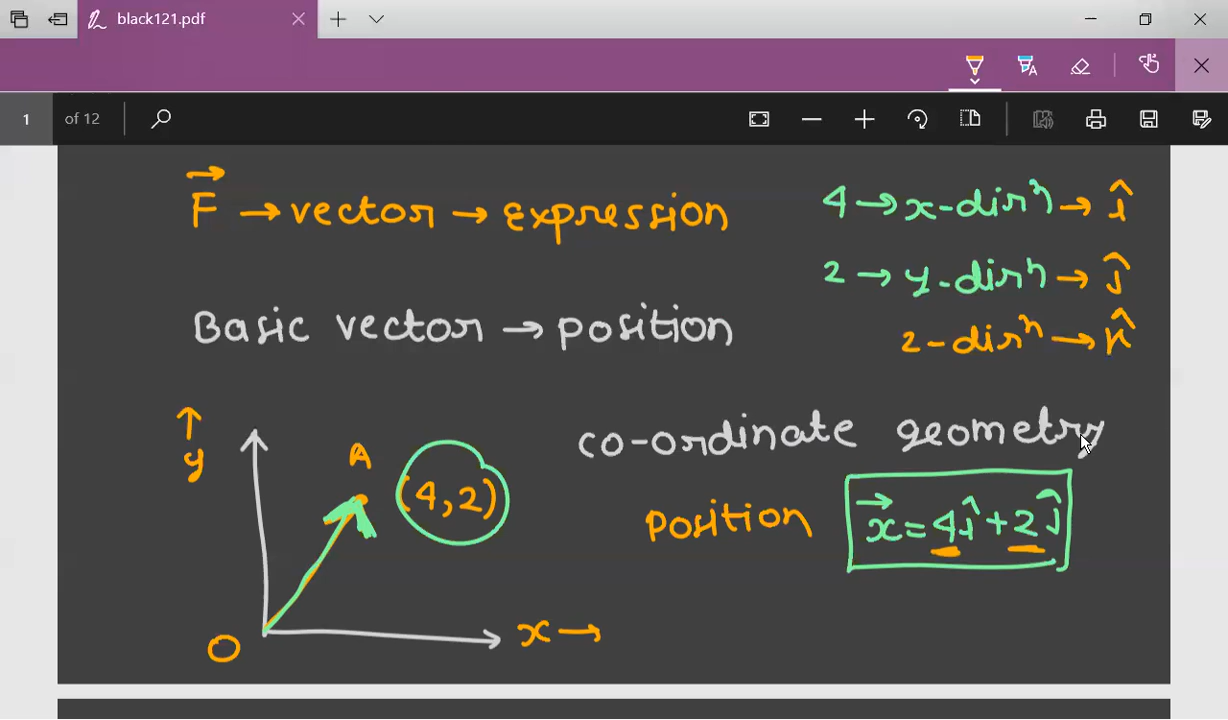 black121.pdf
1 of 12
F → vector → expression
4 → x-dirⁿ → î
2 → y-dirⁿ → ĵ
z-dirⁿ → k̂
Basic vector → position
↑
y
A
(4,2)
co-ordinate geometry
position
x⃗ = 4î + 2ĵ
O
x →